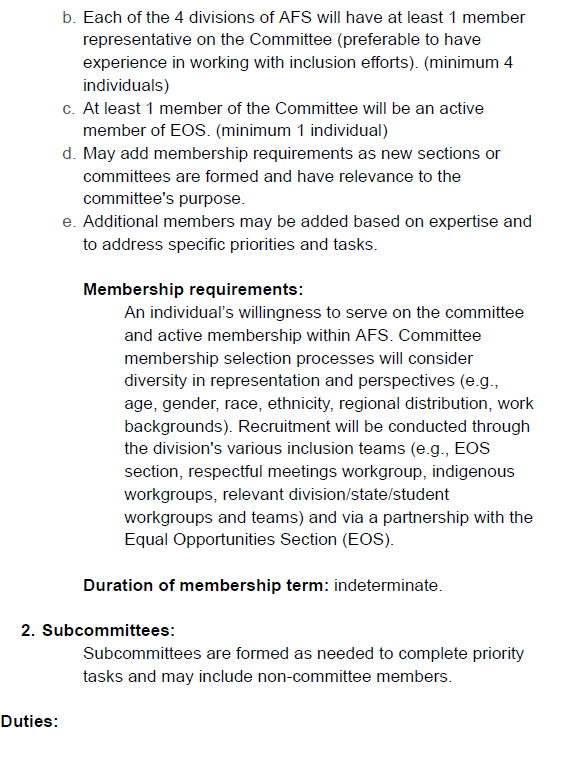 b. Each of the 4 divisions of AFS will have at least 1 member
representative on the Committee (preferable to have
experience in working with inclusion efforts). (minimum 4
individuals)
c. At least 1 member of the Committee will be an active
member of EOS. (minimum 1 individual)
d. May add membership requirements as new sections or
committees are formed and have relevance to the
committee's purpose.
e. Additional members may be added based on expertise and
to address specific priorities and tasks.
Membership requirements:
An individual’s willingness to serve on the committee
and active membership within AFS. Committee
membership selection processes will consider
diversity in representation and perspectives (e.g.,
age, gender, race, ethnicity, regional distribution, work
backgrounds). Recruitment will be conducted through
the division's various inclusion teams (e.g., EOS
section, respectful meetings workgroup, indigenous
workgroups, relevant division/state/student
workgroups and teams) and via a partnership with the
Equal Opportunities Section (EOS).
Duration of membership term: indeterminate.
2. Subcommittees:
Subcommittees are formed as needed to complete priority
tasks and may include non-committee members.
Duties: